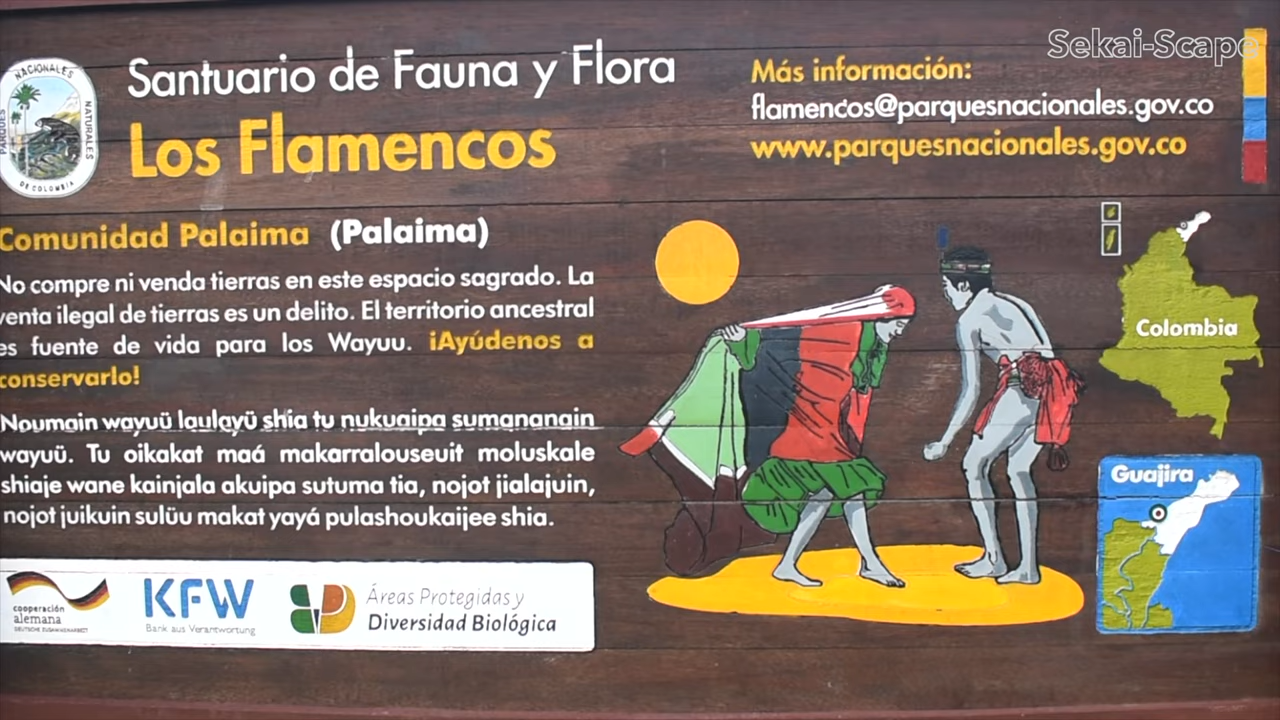 Sekai-Scape
PARQUES NACIONALES NATURALES
DE COLOMBIA
Santuario de Fauna y Flora
Los Flamencos
Más información:
flamencos@parquesnacionales.gov.co
www.parquesnacionales.gov.co
Comunidad Palaima (Palaima)
No compre ni venda tierras en este espacio sagrado. La
venta ilegal de tierras es un delito. El territorio ancestral
es fuente de vida para los Wayuu. ¡Ayúdenos a
conservarlo!
Noumain wayuü laulayü shia tu nukuaipa sumananain
wayuü. Tu oikakat maá makarralouseuit moluskale
shiaje wane kainjala akuipa sutuma tia, nojot jialajuin,
nojot juikuin sulüu makat yayá pulashoukaijee shia.
Colombia
Guajira
cooperación
alemana
DEUTSCHE ZUSAMMENARBEIT
KFW
Bank aus Verantwortung
Áreas Protegidas y
Diversidad Biológica